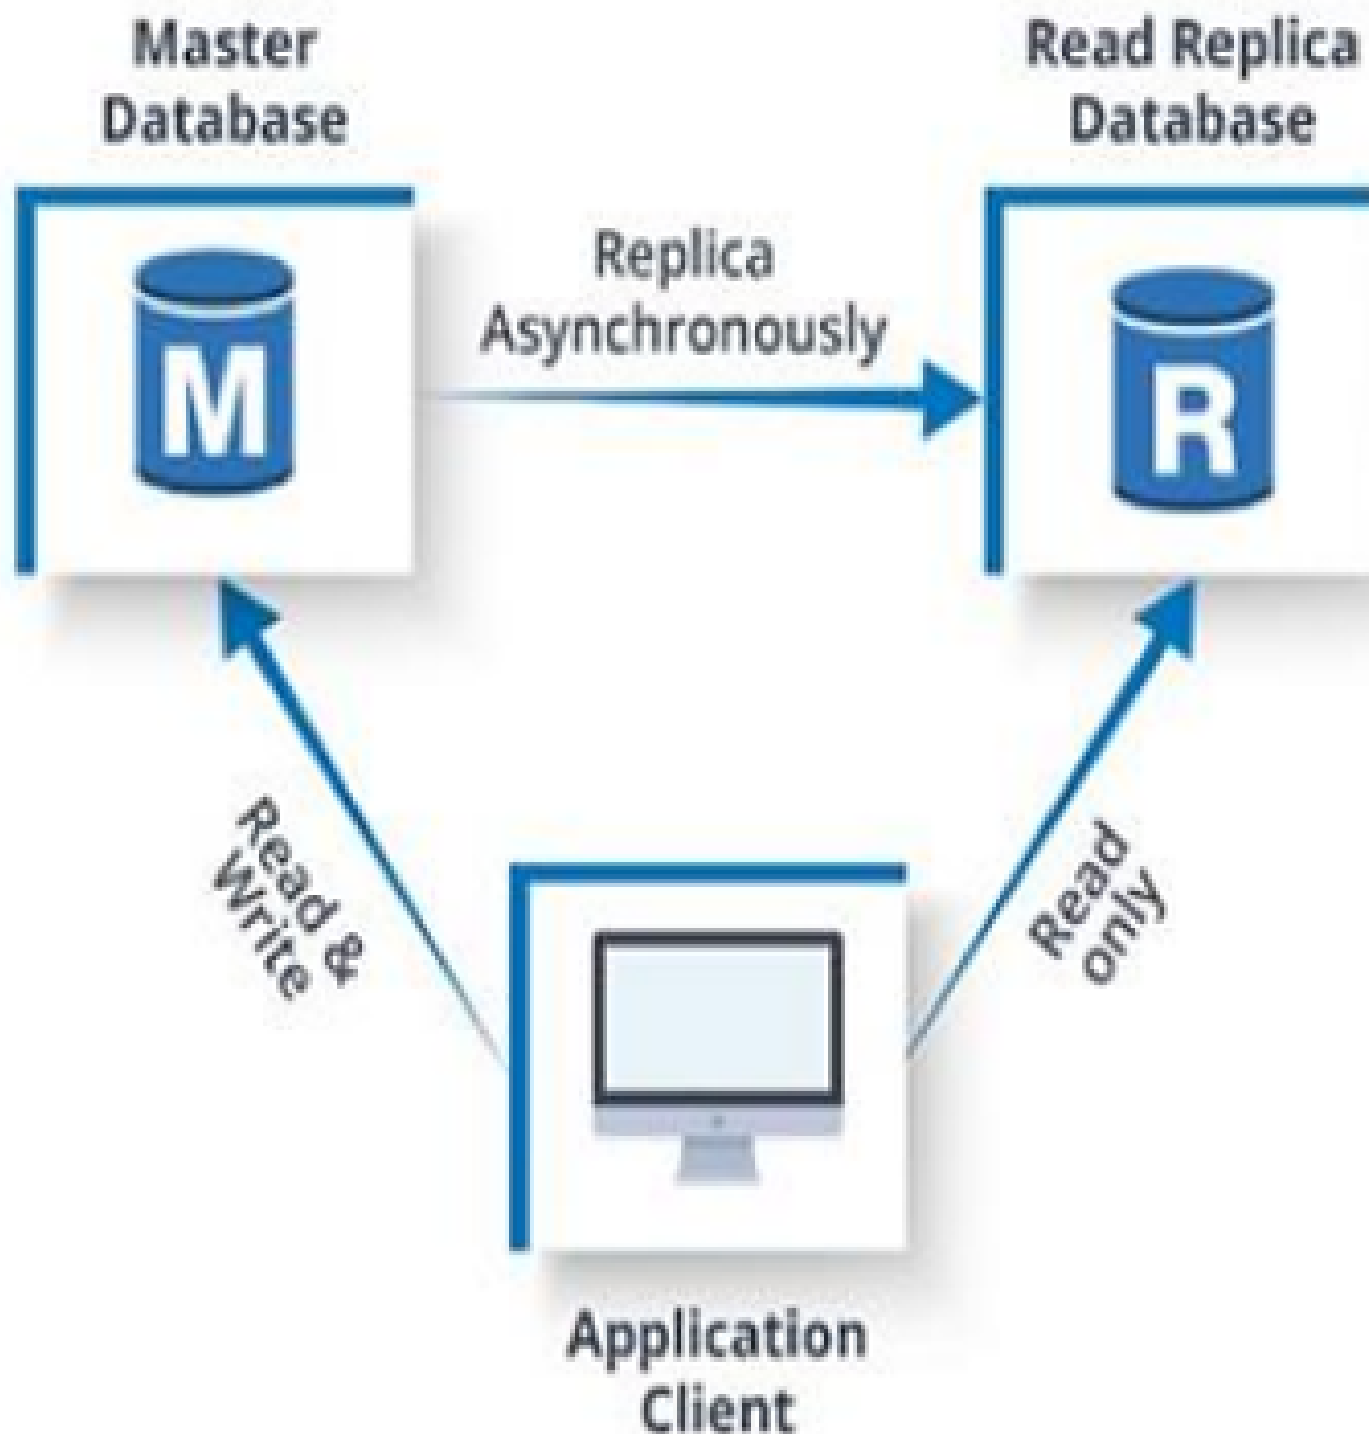 Master
Database
Read Replica
Database
M
Replica
Asynchronously
R
Read &
Write
Read
only
Application
Client